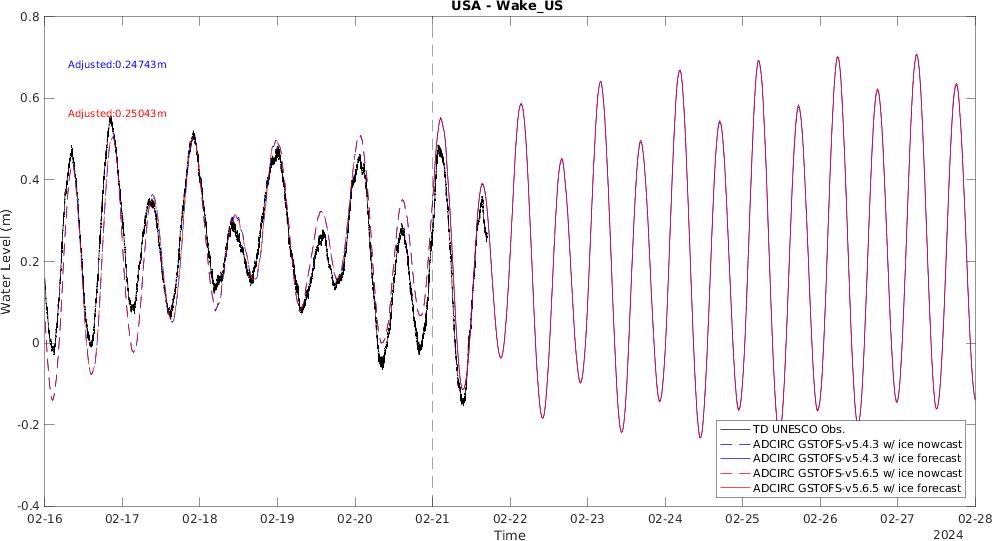 USA - Wake_US
0.8
0.6
0.4
0.2
0
-0.2
-0.4
Water Level (m)
Adjusted:0.24743m
Adjusted:0.25043m
TD UNESCO Obs.
ADCIRC GSTOFS-v5.4.3 w/ ice nowcast
ADCIRC GSTOFS-v5.4.3 w/ ice forecast
ADCIRC GSTOFS-v5.6.5 w/ ice nowcast
ADCIRC GSTOFS-v5.6.5 w/ ice forecast
02-16 02-17 02-18 02-19 02-20 02-21 02-22 02-23 02-24 02-25 02-26 02-27 02-28
Time
2024